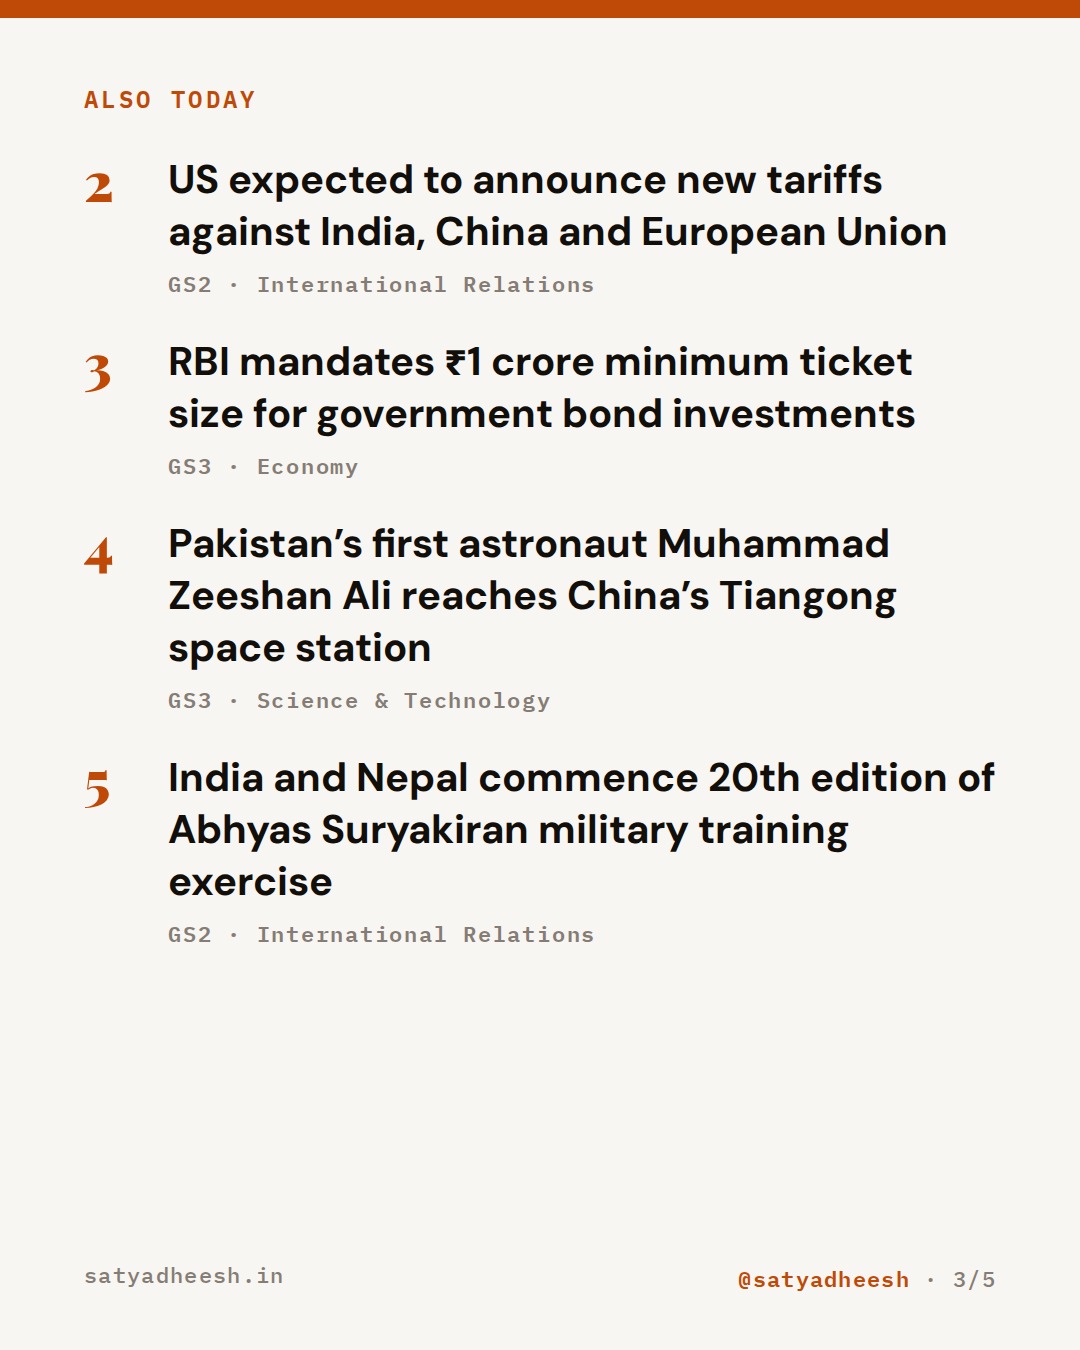 ALSO TODAY
2
US expected to announce new tariffs
against India, China and European Union
GS2 · International Relations
3
RBI mandates ₹1 crore minimum ticket
size for government bond investments
GS3 · Economy
4
Pakistan’s first astronaut Muhammad
Zeeshan Ali reaches China’s Tiangong
space station
GS3 · Science & Technology
5
India and Nepal commence 20th edition of
Abhyas Suryakiran military training
exercise
GS2 · International Relations
satyadheesh.in
@satyadheesh · 3/5